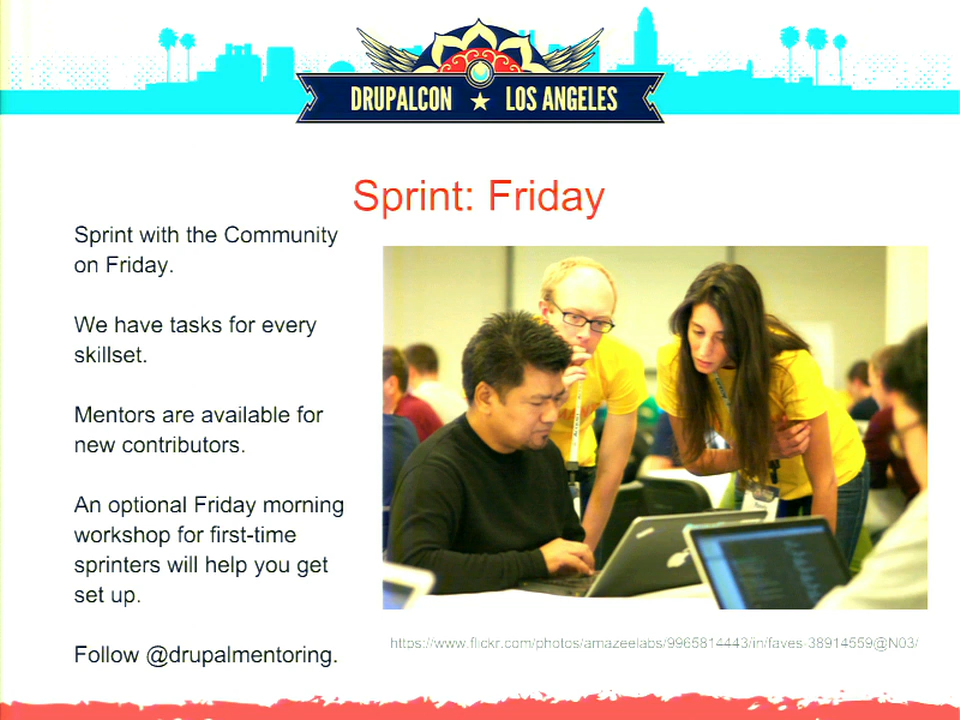 DRUPALCON ★ LOS ANGELES
Sprint: Friday
Sprint with the Community
on Friday.
We have tasks for every
skillset.
Mentors are available for
new contributors.
An optional Friday morning
workshop for first-time
sprinters will help you get
set up.
Follow @drupalmentoring.
https://www.flickr.com/photos/amazeelabs/9965814443/in/faves-38914559@N03/